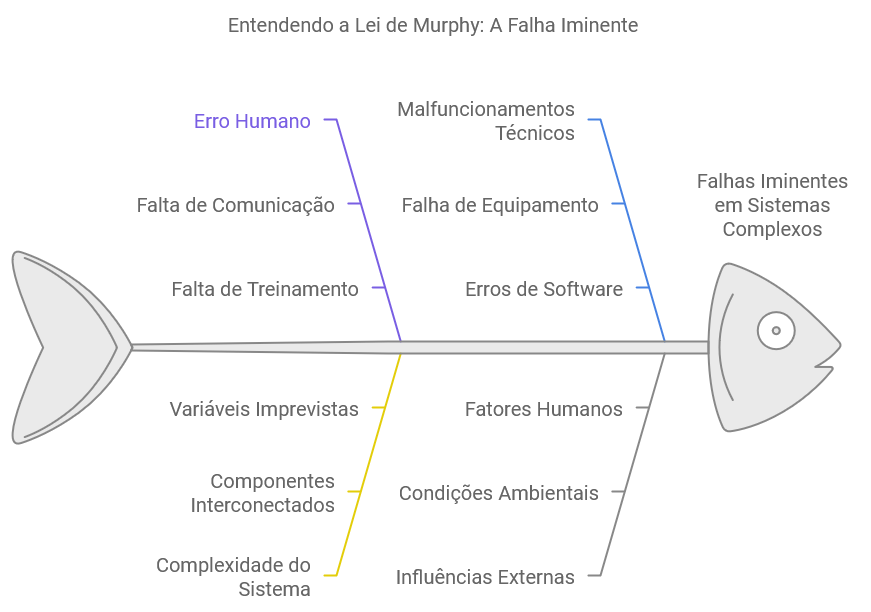 Entendendo a Lei de Murphy: A Falha Iminente
Erro Humano
Falta de Comunicação
Falta de Treinamento
Malfuncionamentos
Técnicos
Falha de Equipamento
Erros de Software
Falhas Iminentes
em Sistemas
Complexos
Variáveis Imprevistas
Componentes
Interconectados
Complexidade do
Sistema
Fatores Humanos
Condições Ambientais
Influências Externas